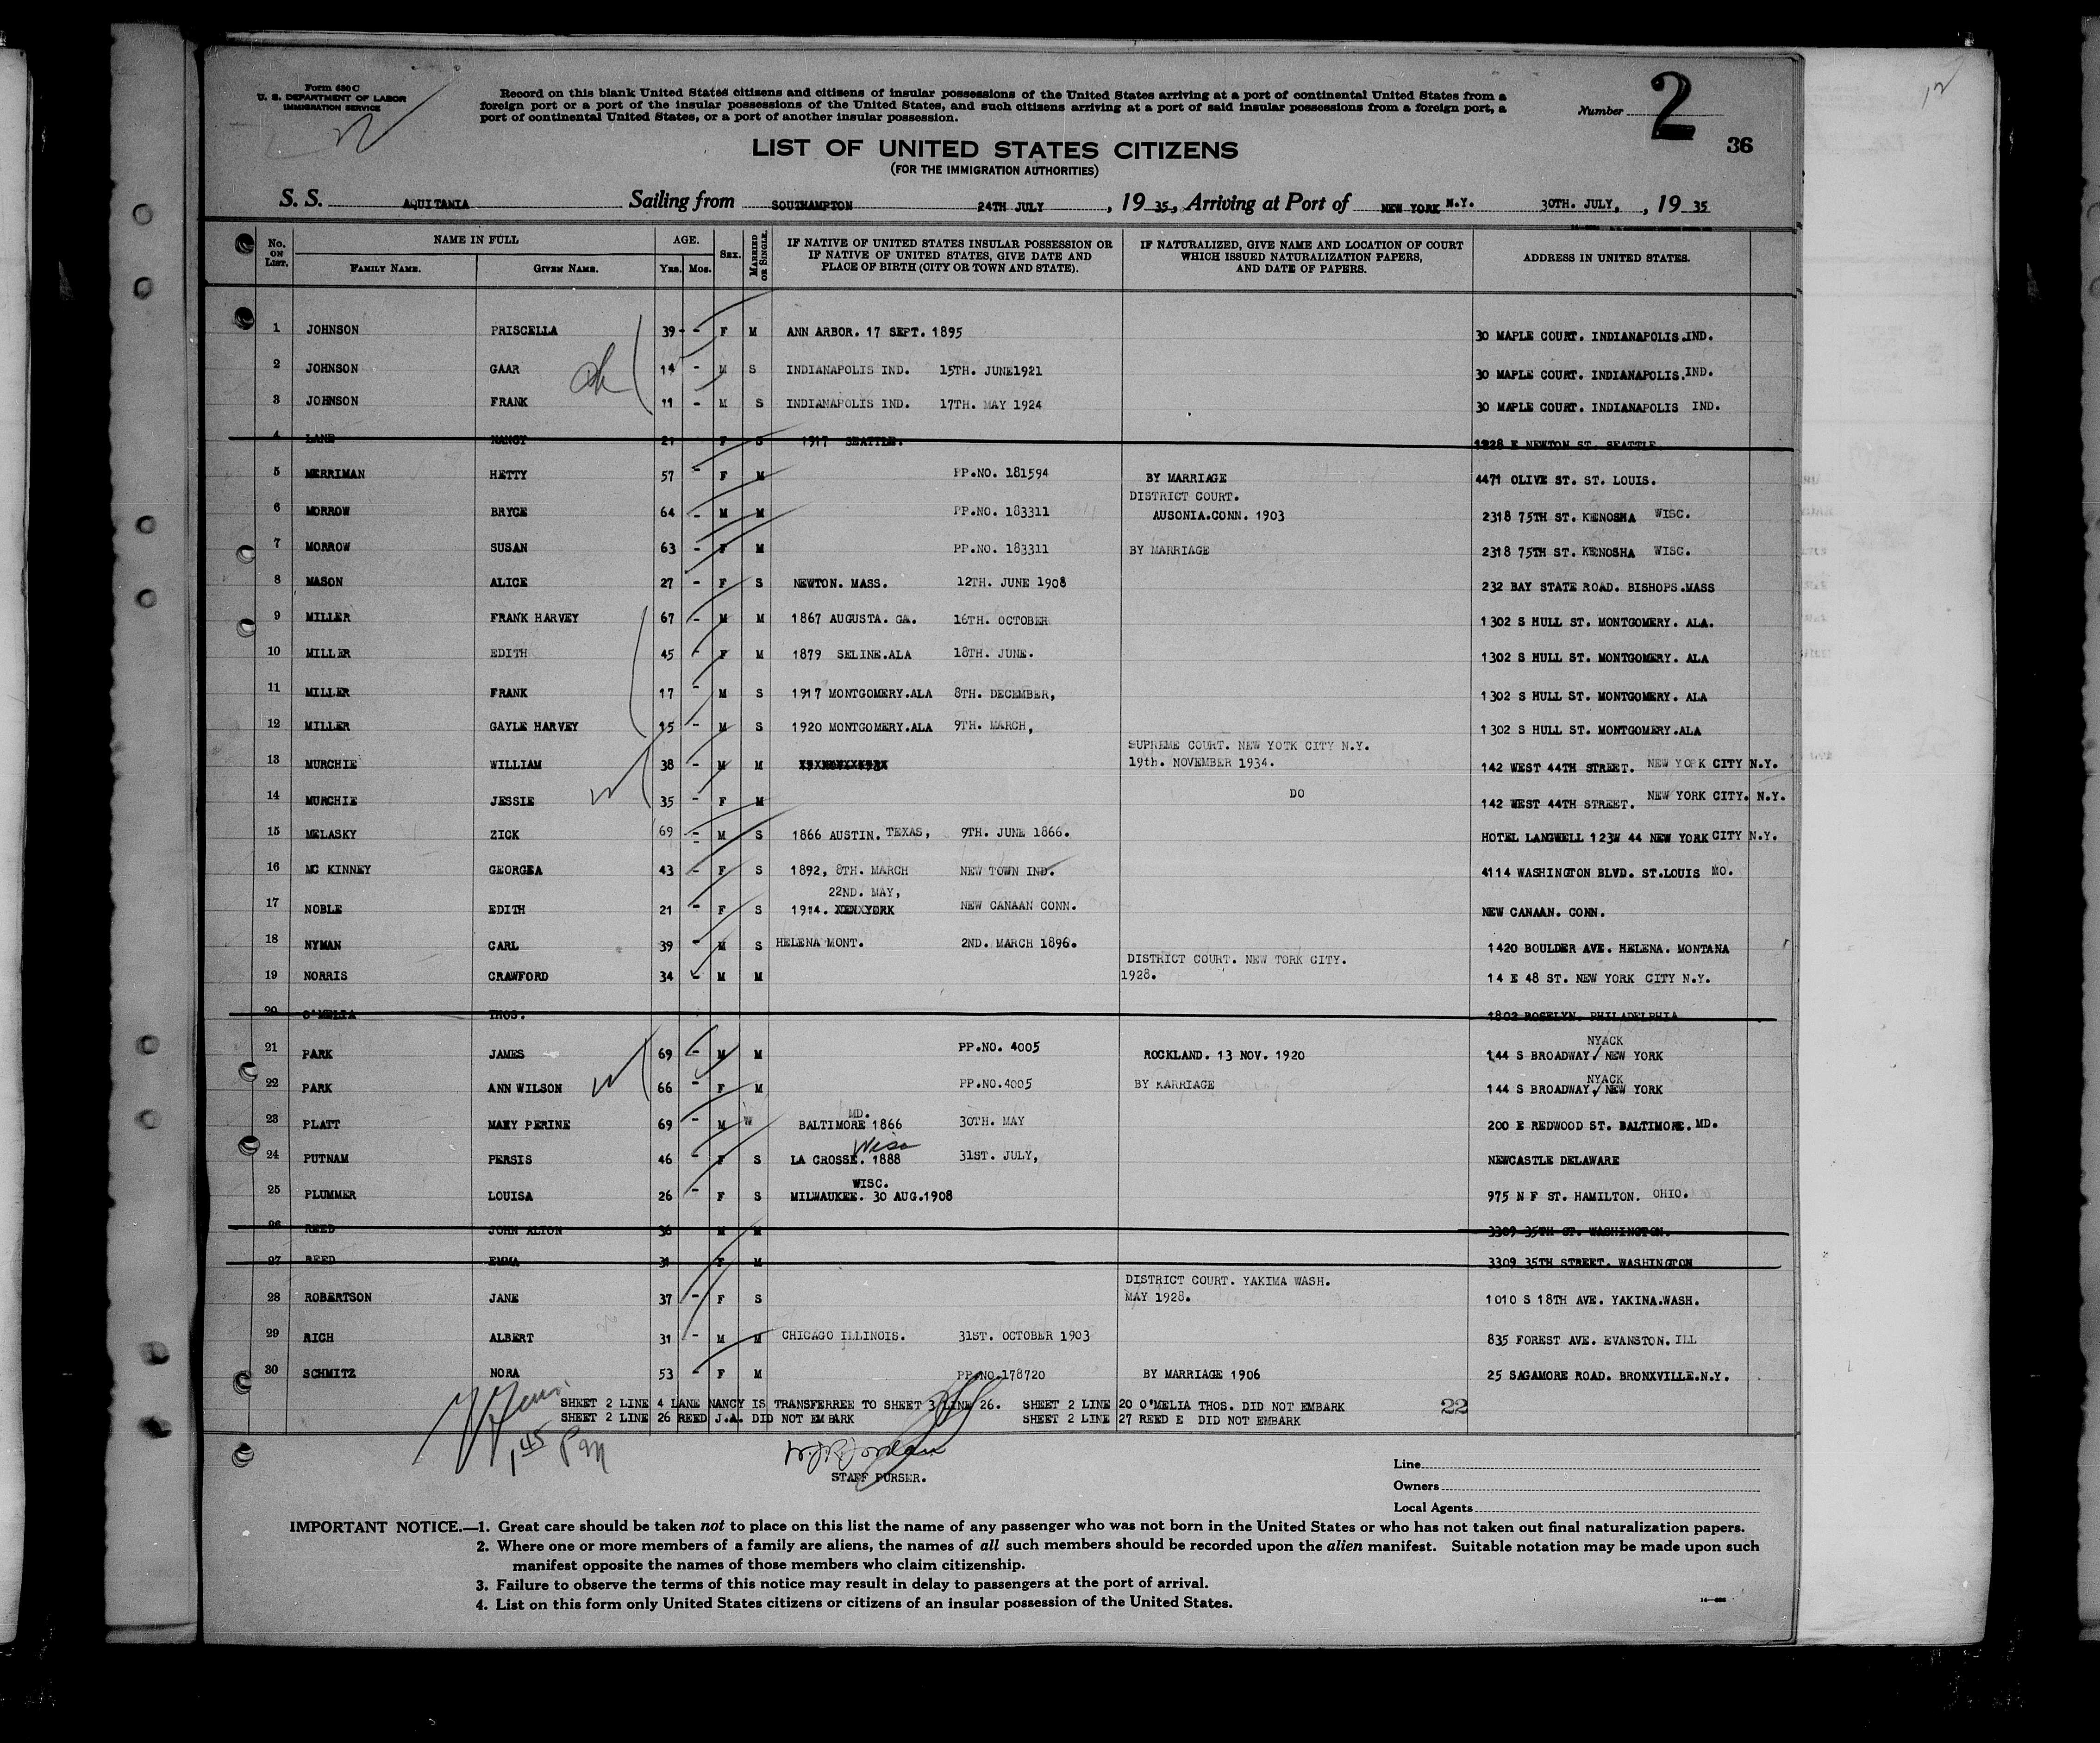 Form 630 C
U. S. DEPARTMENT OF LABOR
IMMIGRATION SERVICE
Record on this blank United States citizens and citizens of insular possessions of the United States arriving at a port of continental United States from a
foreign port or a port of the insular possessions of the United States, and such citizens arriving at a port of said insular possessions from a foreign port, a
port of continental United States, or a port of another insular possession.
Number 2
36
LIST OF UNITED STATES CITIZENS
(FOR THE IMMIGRATION AUTHORITIES)
S. S. AQUITANIA Sailing from SOUTHAMPTON 24TH JULY, 19 35, Arriving at Port of NEW YORK N.Y. 30TH. JULY, , 19 35
No. ON LIST. NAME IN FULL AGE. SEX. MARRIED OR SINGLE. IF NATIVE OF UNITED STATES INSULAR POSSESSION OR IF NATIVE OF UNITED STATES, GIVE DATE AND PLACE OF BIRTH (CITY OR TOWN AND STATE). IF NATURALIZED, GIVE NAME AND LOCATION OF COURT WHICH ISSUED NATURALIZATION PAPERS, AND DATE OF PAPERS. ADDRESS IN UNITED STATES.
FAMILY NAME. GIVEN NAME. YRS. MOS.
1 JOHNSON PRISCELLA 39 - F M ANN ARBOR. 17 SEPT. 1895 30 MAPLE COURT. INDIANAPOLIS.IND.
2 JOHNSON GAAR 14 - M S INDIANAPOLIS IND. 15TH. JUNE1921 30 MAPLE COURT. INDIANAPOLIS.IND.
ok
3 JOHNSON FRANK 11 - M S INDIANAPOLIS IND. 17TH. MAY 1924 30 MAPLE COURT. INDIANAPOLIS IND.
4 LANE NANCY 21 F S 1917 SEATTLE. 1928 E NEWTON ST. SEATTLE
5 MERRIMAN HETTY 57 - F M PP.NO. 181594 BY MARRIAGE 4471 OLIVE ST. ST. LOUIS.
DISTRICT COURT.
6 MORROW BRYCE 64 - M M PP.NO. 183311 AUSONIA.CONN. 1903 2318 75TH ST. KENOSHA WISC.
7 MORROW SUSAN 63 - F M PP.NO. 183311 BY MARRIAGE 2318 75TH ST. KENOSHA WISC.
8 MASON ALICE 27 - F S NEWTON. MASS. 12TH. JUNE 1908 232 BAY STATE ROAD. BISHOPS.MASS
9 MILLER FRANK HARVEY 67 - M M 1867 AUGUSTA. GA. 16TH. OCTOBER 1302 S HULL ST. MONTGOMERY. ALA.
10 MILLER EDITH 45 - F M 1879 SELINE.ALA 18TH. JUNE. 1302 S HULL ST. MONTGOMERY. ALA
11 MILLER FRANK 17 - M S 1917 MONTGOMERY.ALA 8TH. DECEMBER, 1302 S HULL ST. MONTGOMERY. ALA
12 MILLER GAYLE HARVEY 15 - M S 1920 MONTGOMERY.ALA 9TH. MARCH, 1302 S HULL ST. MONTGOMERY.ALA
SUPREME COURT. NEW YOTK CITY N.Y.
13 MURCHIE WILLIAM 38 - M M 19th. NOVEMBER 1934. 142 WEST 44TH STREET. NEW YORK CITY N.Y.
14 MURCHIE JESSIE 35 - F M DO 142 WEST 44TH STREET. NEW YORK CITY. N.Y.
15 MELASKY ZICK 69 - M S 1866 AUSTIN. TEXAS, 9TH. JUNE 1866. HOTEL LANGWELL 123W 44 NEW YORK CITY N.Y.
16 MC KINNEY GEORGEA 43 - F S 1892, 8TH. MARCH NEW TOWN IND. 4114 WASHINGTON BLVD. ST.LOUIS MO.
22ND. MAY,
17 NOBLE EDITH 21 - F S 1914. NEW CANAAN CONN. NEW CANAAN. CONN.
18 NYMAN CARL 39 - M S HELENA MONT. 2ND. MARCH 1896. 1420 BOULDER AVE. HELENA. MONTANA
DISTRICT COURT. NEW TORK CITY.
19 NORRIS CRAWFORD 34 - M M 1928. 14 E 48 ST. NEW YORK CITY N.Y.
20 O'MELIA THOS. 1802 ROSELYN. PHILADELPHIA
NYACK
21 PARK JAMES 69 - M M PP.NO. 4005 ROCKLAND. 13 NOV. 1920 144 S BROADWAY/ NEW YORK
NYACK
22 PARK ANN WILSON 66 - F M PP.NO.4005 BY MARRIAGE 144 S BROADWAY/ NEW YORK
MD.
23 PLATT MARY PERINE 69 - M W BALTIMORE 1866 30TH. MAY 200 E REDWOOD ST. BALTIMORE. MD.
Wisc
24 PUTNAM PERSIS 46 - F S LA CROSSE. 1888 31ST. JULY, NEWCASTLE DELAWARE
WISC.
25 PLUMMER LOUISA 26 - F S MILWAUKEE. 30 AUG.1908 975 N F ST. HAMILTON. OHIO.
26 REED JOHN ALTON 36 M M 3309 35TH ST. WASHINGTON.
27 REED EMMA 31 F M 3309 35TH STREET. WASHINGTON
DISTRICT COURT. YAKIMA WASH.
28 ROBERTSON JANE 37 - F S MAY 1928. 1010 S 18TH AVE. YAKINA.WASH.
29 RICH ALBERT 31 - M M CHICAGO ILLINOIS. 31ST. OCTOBER 1903 835 FOREST AVE. EVANSTON. ILL
30 SCHMITZ NORA 53 - F M PP.NO.178720 BY MARRIAGE 1906 25 SAGAMORE ROAD. BRONXVILLE.N.Y.
SHEET 2 LINE 4 LANE NANCY IS TRANSFERREE TO SHEET 3 LINE 26. SHEET 2 LINE 20 O'MELIA THOS. DID NOT EMBARK 22
SHEET 2 LINE 26 REED J.A. DID NOT EMBARK SHEET 2 LINE 27 REED E DID NOT EMBARK
1 45 PM
STAFF PURSER.
Line
Owners
Local Agents
IMPORTANT NOTICE.—1. Great care should be taken not to place on this list the name of any passenger who was not born in the United States or who has not taken out final naturalization papers.
2. Where one or more members of a family are aliens, the names of all such members should be recorded upon the alien manifest. Suitable notation may be made upon such
manifest opposite the names of those members who claim citizenship.
3. Failure to observe the terms of this notice may result in delay to passengers at the port of arrival.
4. List on this form only United States citizens or citizens of an insular possession of the United States.